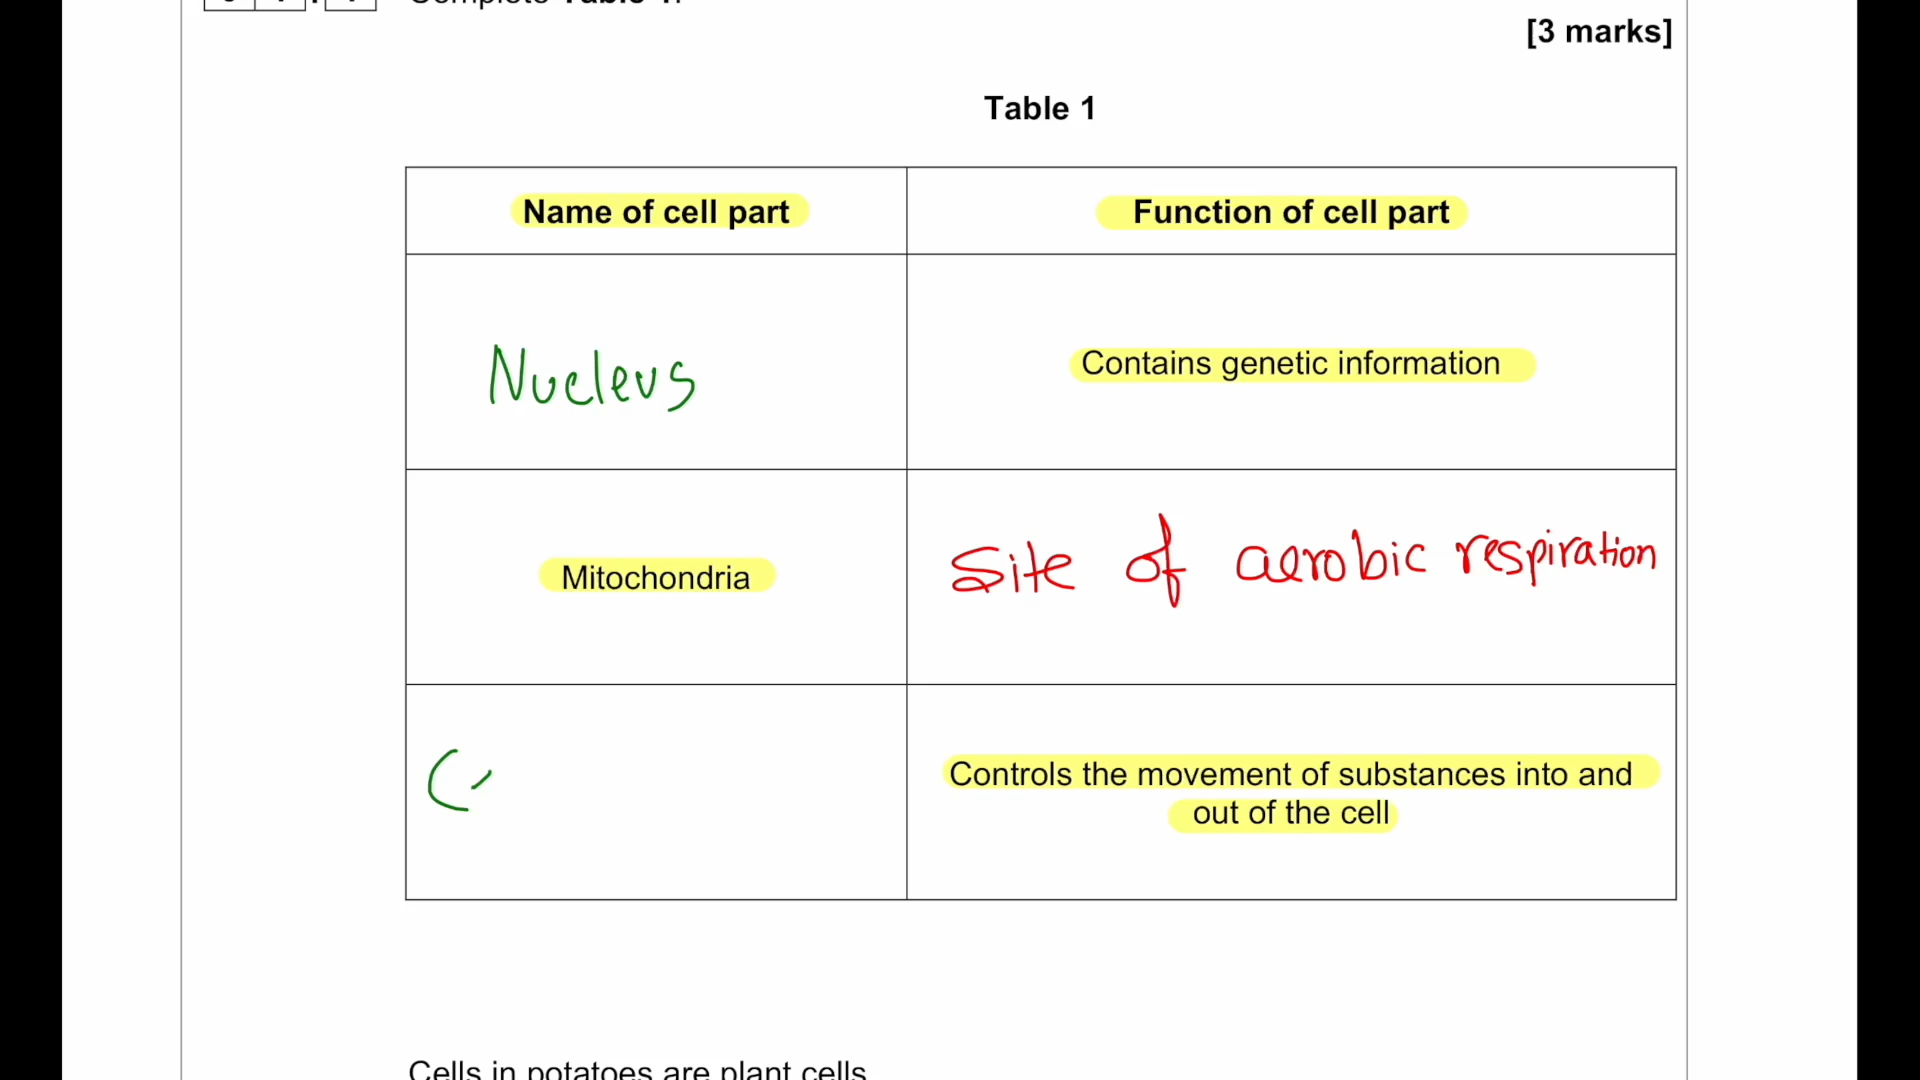 [3 marks]
Table 1
Name of cell part
Function of cell part
Nucleus
Contains genetic information
Mitochondria
Site of aerobic respiration
C
Controls the movement of substances into and
out of the cell
Cells in potatoes are plant cells